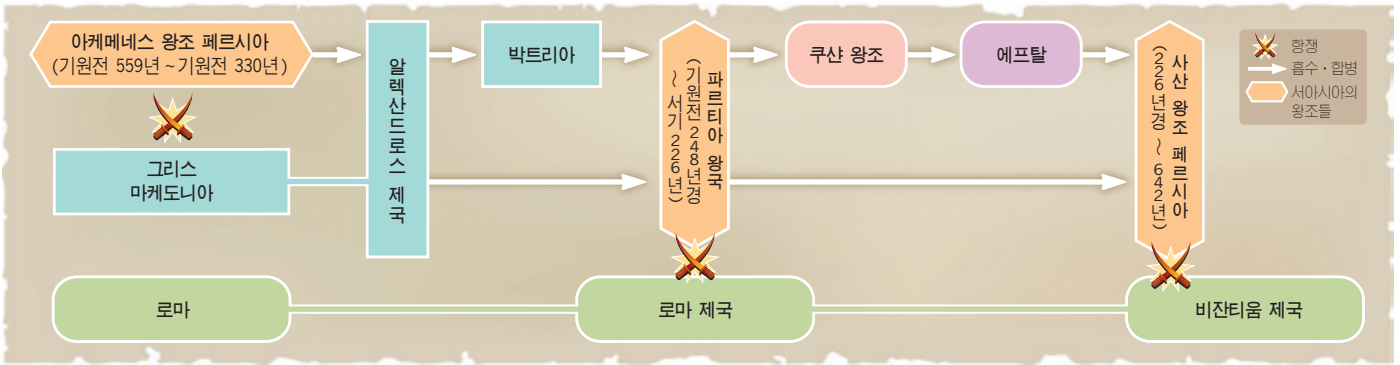 아케메네스 왕조 페르시아
(기원전 559년 ~ 기원전 330년)
그리스
마케도니아
알렉산드로스 제국
박트리아
파르티아 왕국
(기원전 248년경
~ 서기 226년)
쿠샨 왕조
에프탈
사산 왕조 페르시아
(226년경 ~ 642년)
항쟁
흡수·합병
서아시아의
왕조들
로마
로마 제국
비잔티움 제국